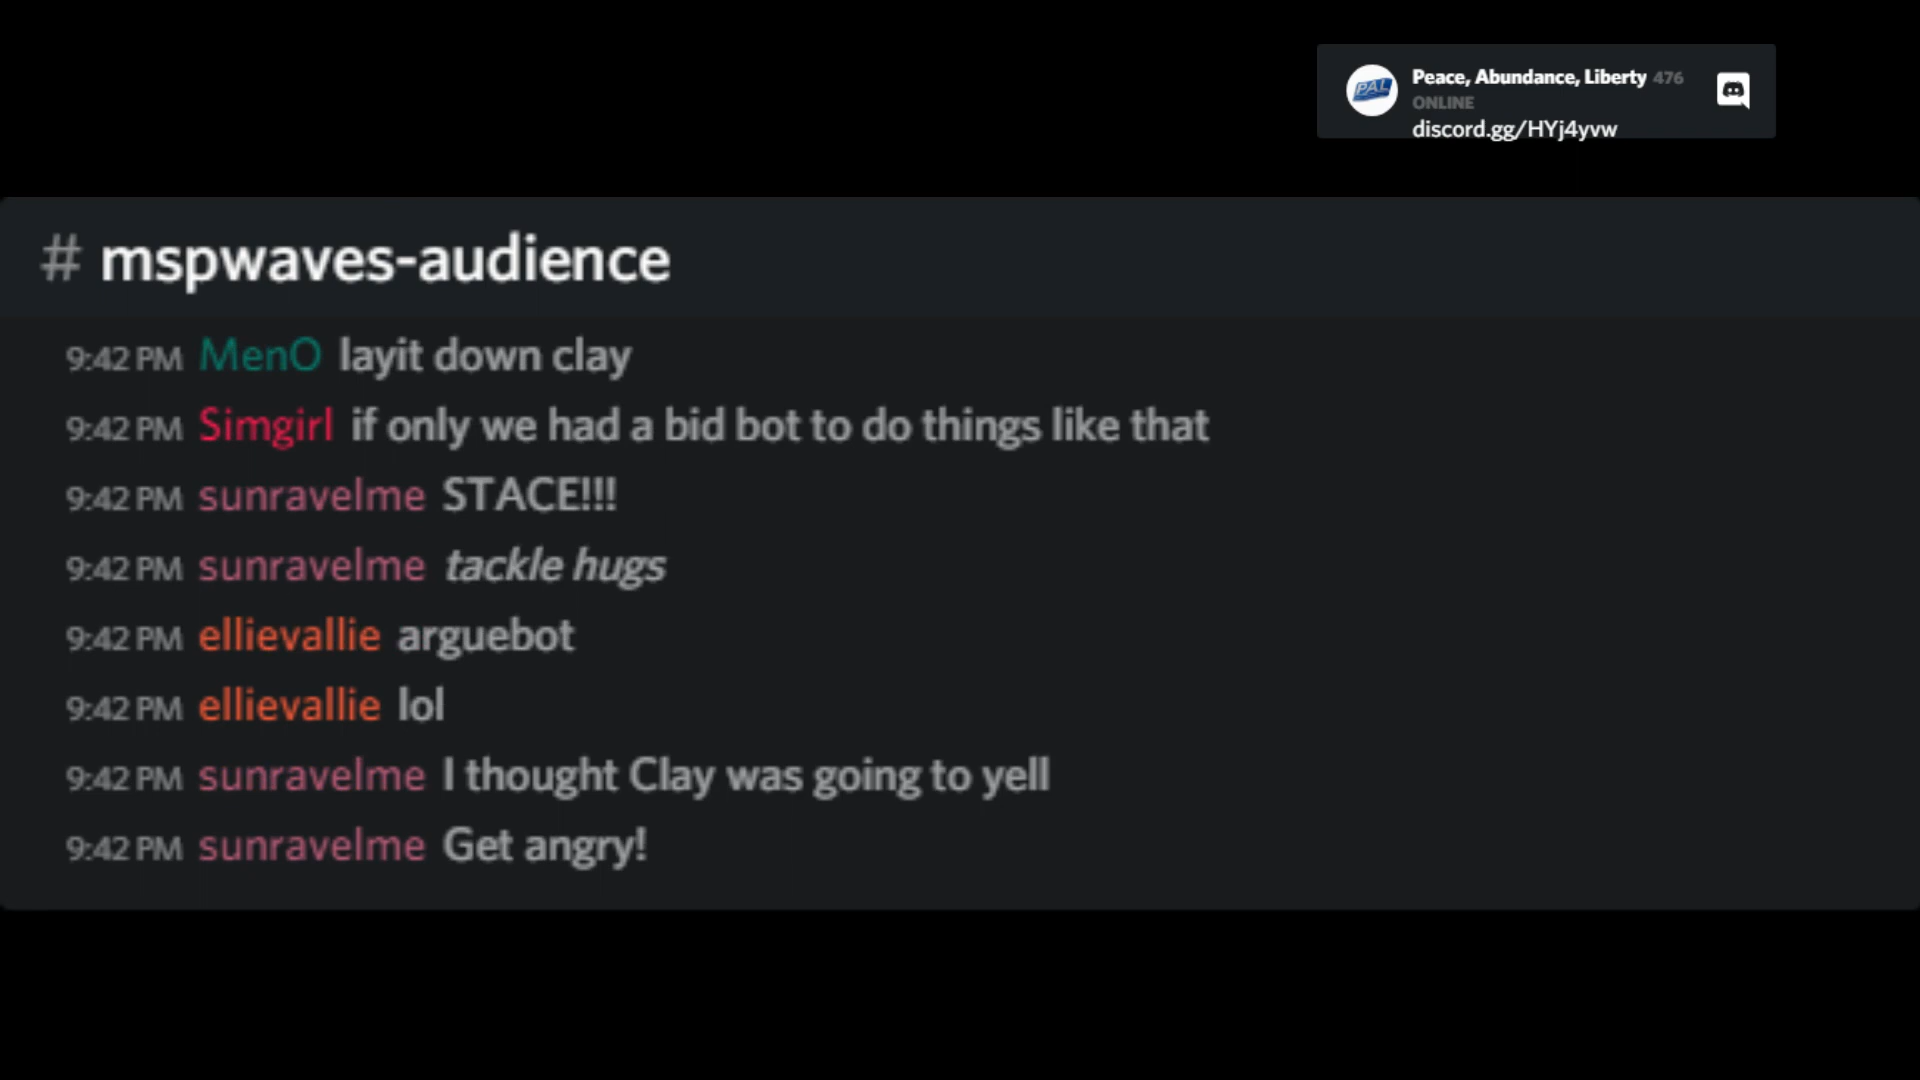 PAL Peace, Abundance, Liberty 476
ONLINE
discord.gg/HYj4yvw
# mspwaves-audience
9:42 PM MenO layit down clay
9:42 PM Simgirl if only we had a bid bot to do things like that
9:42 PM sunravelme STACE!!!
9:42 PM sunravelme tackle hugs
9:42 PM ellievallie arguebot
9:42 PM ellievallie lol
9:42 PM sunravelme I thought Clay was going to yell
9:42 PM sunravelme Get angry!